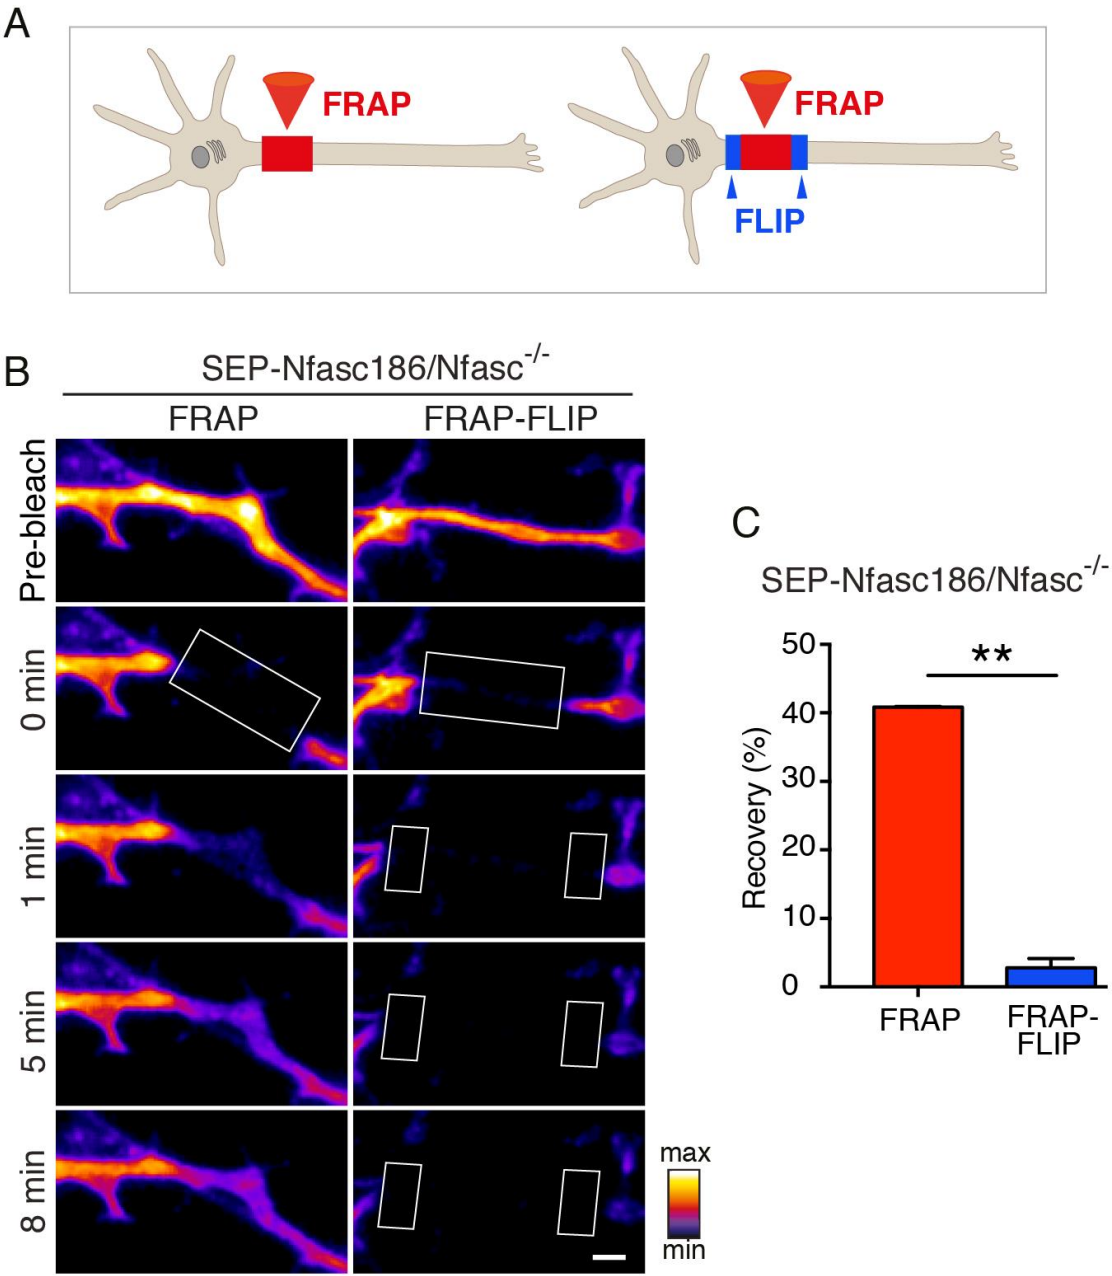 A
FRAP
FRAP
FLIP
B
SEP-Nfasc186/Nfasc-/-
FRAP
FRAP-FLIP
Pre-bleach
0 min
1 min
5 min
8 min
max
min
C
SEP-Nfasc186/Nfasc-/-
**
Recovery (%)
50
40
30
20
10
0
FRAP
FRAP-
FLIP